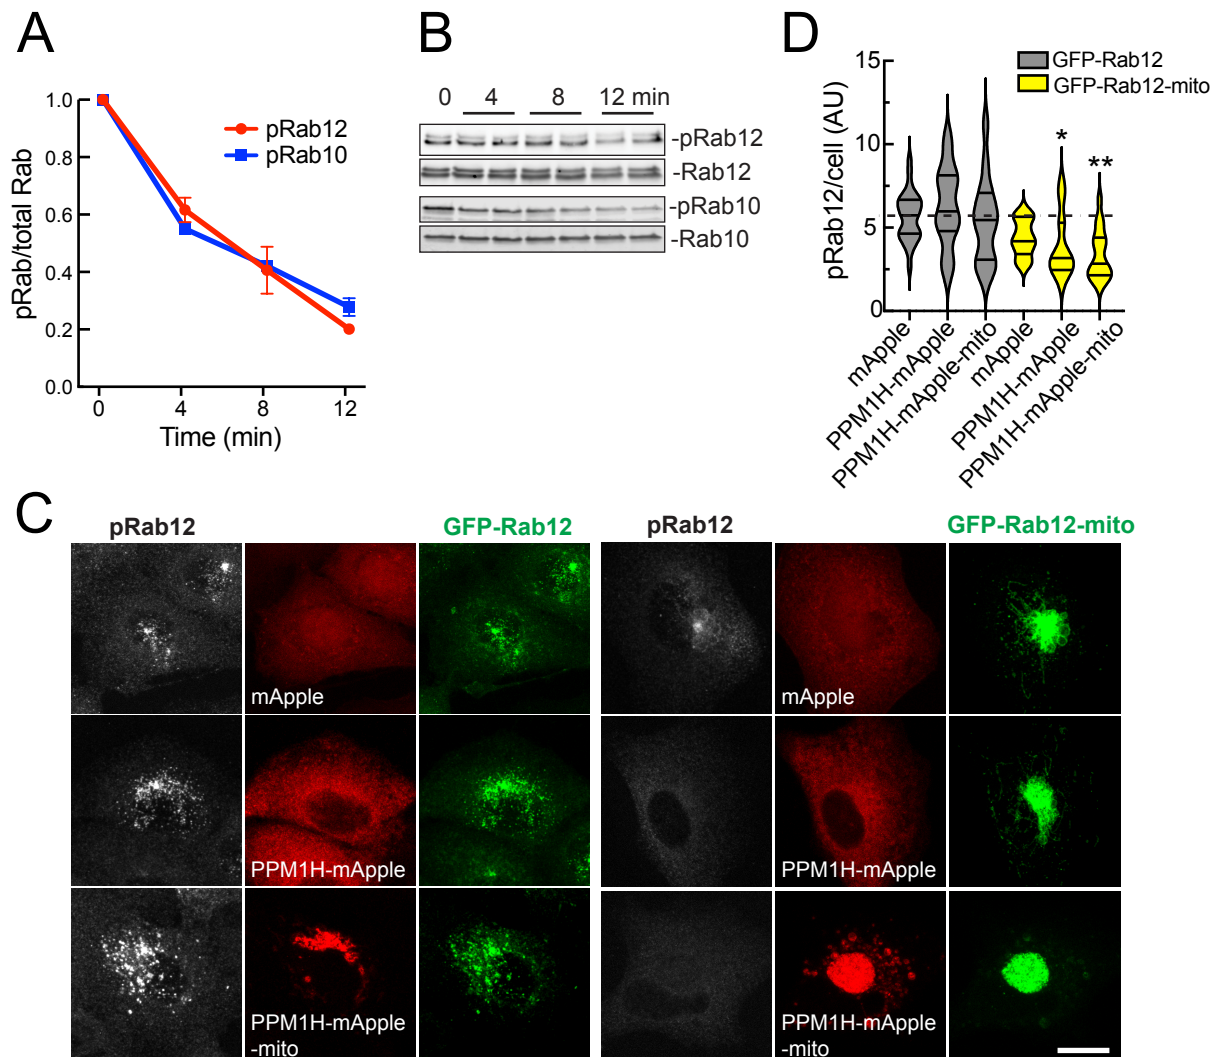 A
pRab/total Rab
1.0
0.8
0.6
0.4
0.2
0.0
pRab12
pRab10
0
4
8
12
Time (min)
B
0 4 8 12 min
-pRab12
-Rab12
-pRab10
-Rab10
D
pRab12/cell (AU)
15
10
5
0
GFP-Rab12
GFP-Rab12-mito
*
**
mApple
PPM1H-mApple
PPM1H-mApple-mito
mApple
PPM1H-mApple
PPM1H-mApple-mito
C
pRab12 GFP-Rab12 pRab12 GFP-Rab12-mito
mApple mApple
PPM1H-mApple PPM1H-mApple
PPM1H-mApple
-mito
PPM1H-mApple
-mito